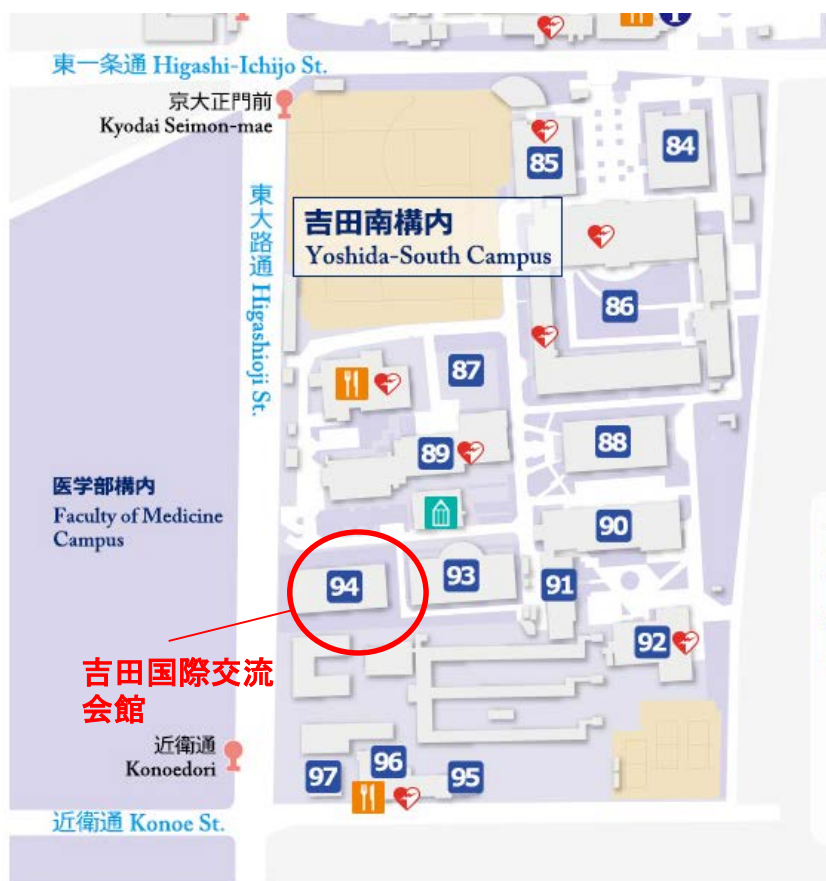 東一条通 Higashi-Ichijo St.
京大正門前
Kyodai Seimon-mae
85
84
東大路通 Higashioji St.
吉田南構内
Yoshida-South Campus
86
87
88
89
医学部構内
Faculty of Medicine
Campus
90
94
93
91
92
吉田国際交流
会館
近衛通
Konoedori
97
96
95
近衛通 Konoe St.